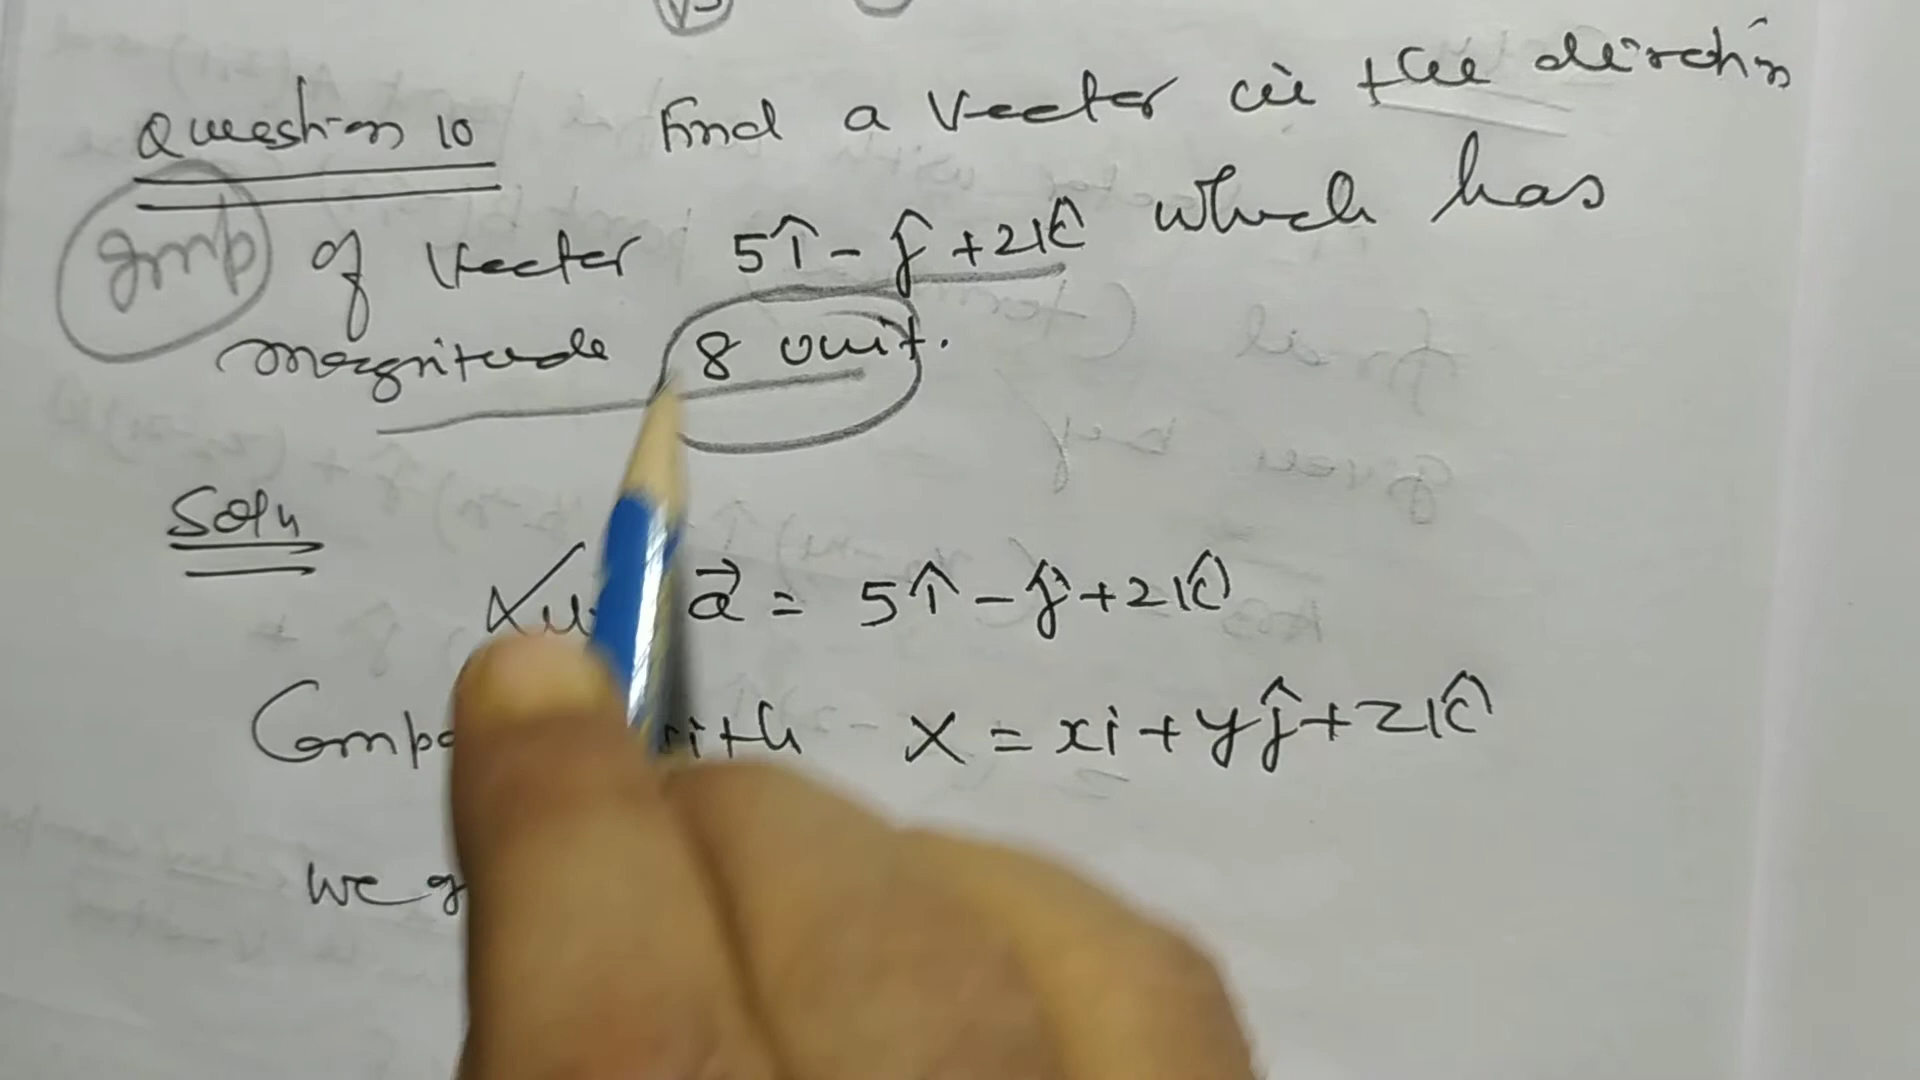 Question 10 Find a vector in the direction
Imp of vector 5î - ĵ + 2k̂ which has
magnitude 8 unit.
Soln
a⃗ = 5î - ĵ + 2k̂
with X = xi + yĵ + zk̂
we